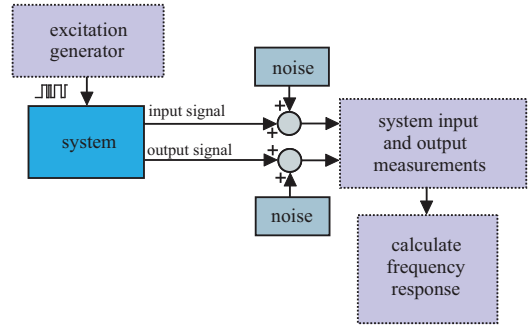 excitation
generator
noise
input signal
+
+
system
system input
and output
measurements
output signal
+
+
noise
calculate
frequency
response